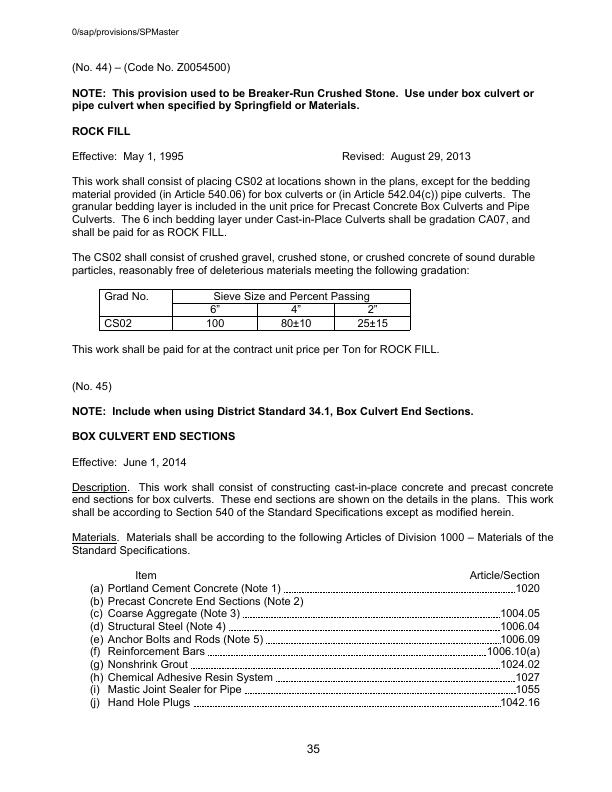 0/sap/provisions/SPMaster
(No. 44) – (Code No. Z0054500)
NOTE:  This provision used to be Breaker-Run Crushed Stone.  Use under box culvert or
pipe culvert when specified by Springfield or Materials.
ROCK FILL
Effective:  May 1, 1995 Revised:  August 29, 2013
This work shall consist of placing CS02 at locations shown in the plans, except for the bedding
material provided (in Article 540.06) for box culverts or (in Article 542.04(c)) pipe culverts.  The
granular bedding layer is included in the unit price for Precast Concrete Box Culverts and Pipe
Culverts.  The 6 inch bedding layer under Cast-in-Place Culverts shall be gradation CA07, and
shall be paid for as ROCK FILL.
The CS02 shall consist of crushed gravel, crushed stone, or crushed concrete of sound durable
particles, reasonably free of deleterious materials meeting the following gradation:
Grad No. Sieve Size and Percent Passing
6” 4” 2”
CS02 100 80±10 25±15
This work shall be paid for at the contract unit price per Ton for ROCK FILL.
(No. 45)
NOTE:  Include when using District Standard 34.1, Box Culvert End Sections.
BOX CULVERT END SECTIONS
Effective:  June 1, 2014
Description.  This work shall consist of constructing cast-in-place concrete and precast concrete
end sections for box culverts.  These end sections are shown on the details in the plans.  This work
shall be according to Section 540 of the Standard Specifications except as modified herein.
Materials.  Materials shall be according to the following Articles of Division 1000 – Materials of the
Standard Specifications.
Item Article/Section
(a) Portland Cement Concrete (Note 1) ........ 1020
(b) Precast Concrete End Sections (Note 2)
(c) Coarse Aggregate (Note 3) ........ 1004.05
(d) Structural Steel (Note 4) ........ 1006.04
(e) Anchor Bolts and Rods (Note 5) ........ 1006.09
(f) Reinforcement Bars ........ 1006.10(a)
(g) Nonshrink Grout ........ 1024.02
(h) Chemical Adhesive Resin System ........ 1027
(i) Mastic Joint Sealer for Pipe ........ 1055
(j) Hand Hole Plugs ........ 1042.16
35